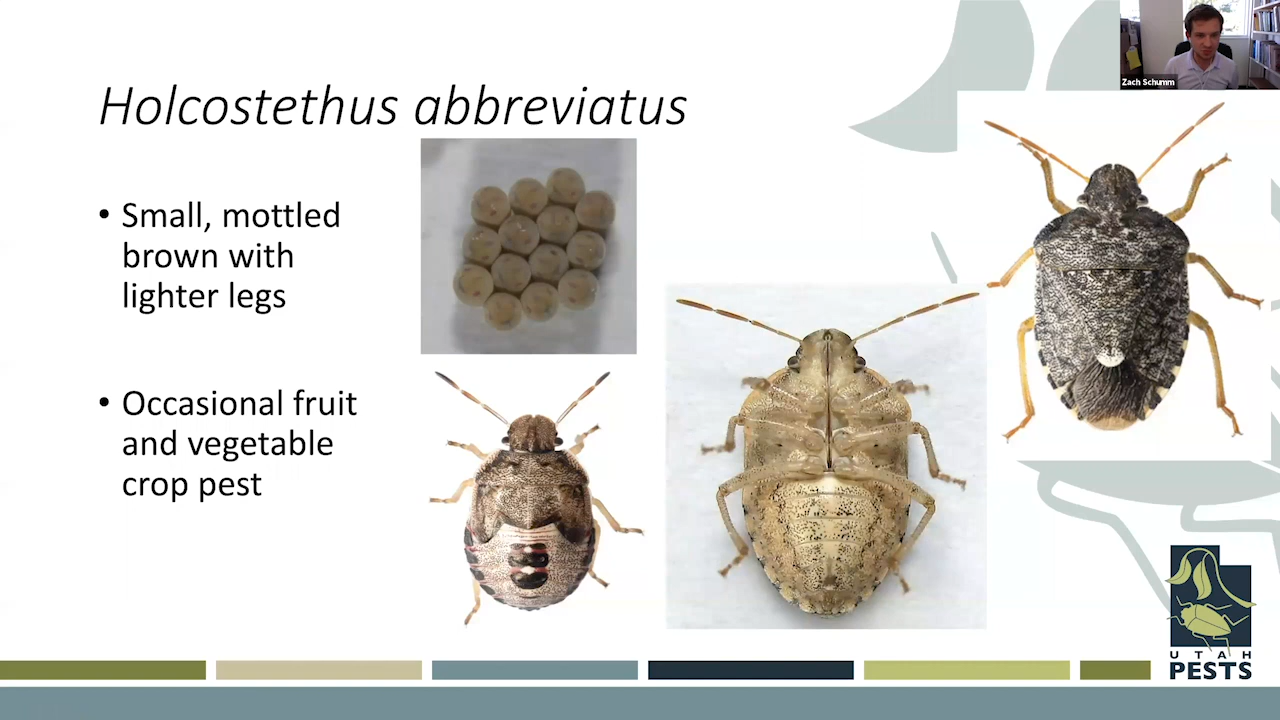 Zach Schumm
Holcostethus abbreviatus
• Small, mottled
brown with
lighter legs
• Occasional fruit
and vegetable
crop pest
UTAH
PESTS